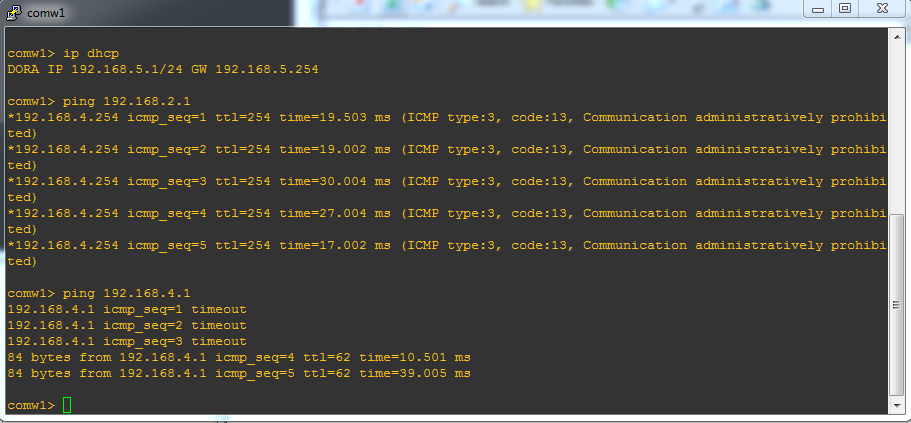 comw1
comw1> ip dhcp
DORA IP 192.168.5.1/24 GW 192.168.5.254
comw1> ping 192.168.2.1
*192.168.4.254 icmp_seq=1 ttl=254 time=19.503 ms (ICMP type:3, code:13, Communication administratively prohibi
ted)
*192.168.4.254 icmp_seq=2 ttl=254 time=19.002 ms (ICMP type:3, code:13, Communication administratively prohibi
ted)
*192.168.4.254 icmp_seq=3 ttl=254 time=30.004 ms (ICMP type:3, code:13, Communication administratively prohibi
ted)
*192.168.4.254 icmp_seq=4 ttl=254 time=27.004 ms (ICMP type:3, code:13, Communication administratively prohibi
ted)
*192.168.4.254 icmp_seq=5 ttl=254 time=17.002 ms (ICMP type:3, code:13, Communication administratively prohibi
ted)
comw1> ping 192.168.4.1
192.168.4.1 icmp_seq=1 timeout
192.168.4.1 icmp_seq=2 timeout
192.168.4.1 icmp_seq=3 timeout
84 bytes from 192.168.4.1 icmp_seq=4 ttl=62 time=10.501 ms
84 bytes from 192.168.4.1 icmp_seq=5 ttl=62 time=39.005 ms
comw1>